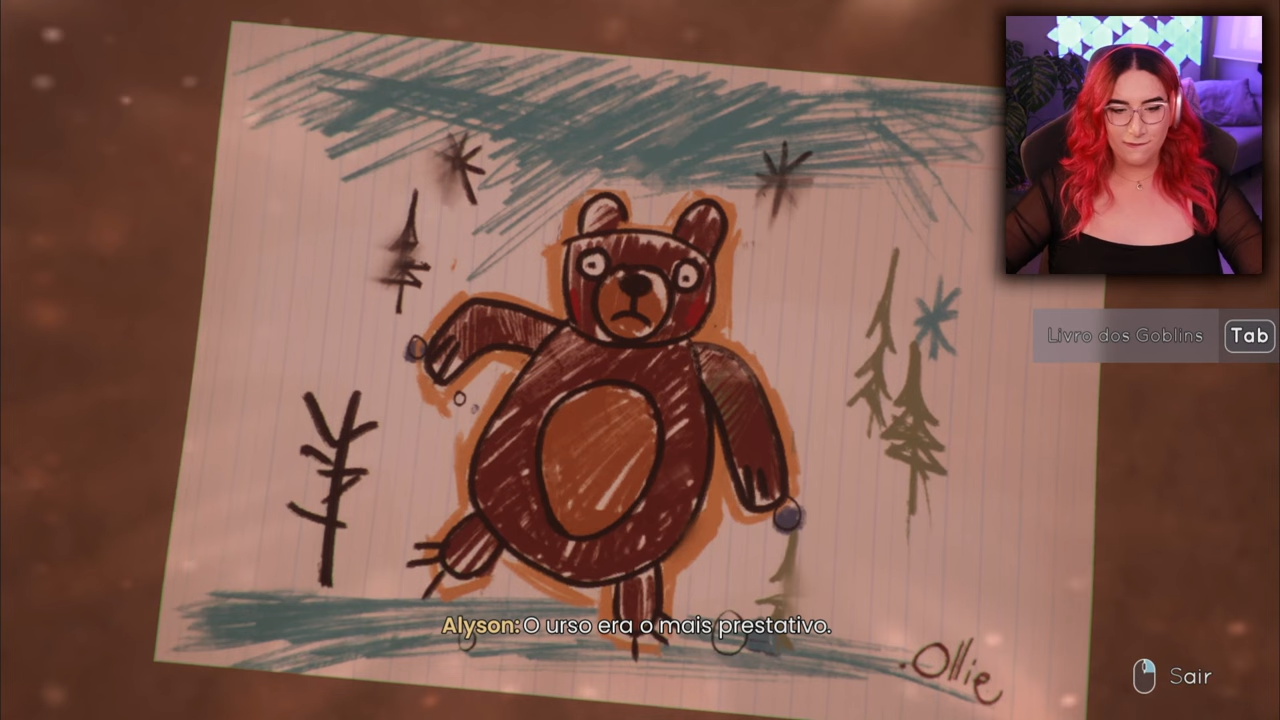 Livro dos Goblins Tab
Alyson: O urso era o mais prestativo.
.Ollie
Sair